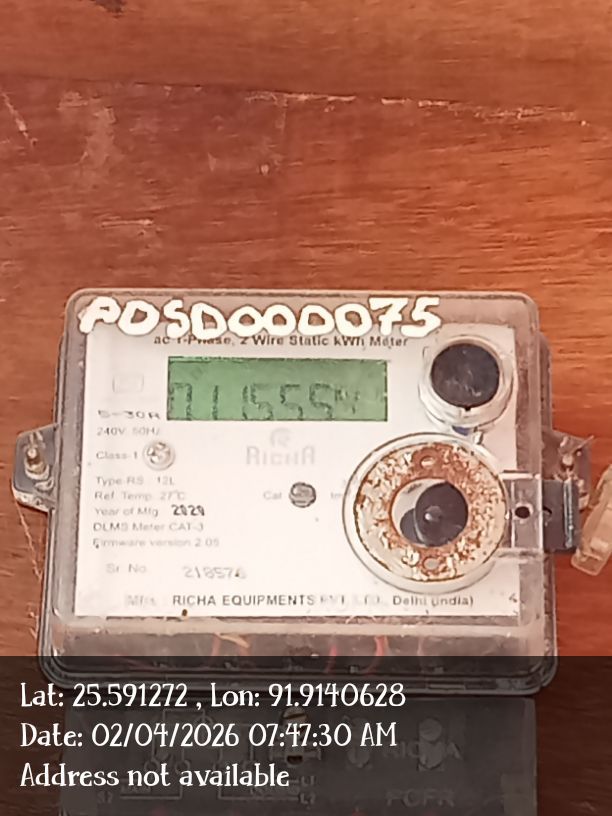 PDSD000075
ac 1-Phase, 2 Wire Static kWh Meter
5-30A
240V, 50Hz
Class-1
RICHA
Type-RS 12L
Ref. Temp. 27°C
Cat
Year of Mfg. 2020
DLMS Meter CAT-3
Firmware version 2.05
Sr. No. 218576
RICHA EQUIPMENTS PVT. LTD., Delhi (India)
Lat: 25.591272 , Lon: 91.9140628
Date: 02/04/2026 07:47:30 AM
Address not available
RICHA